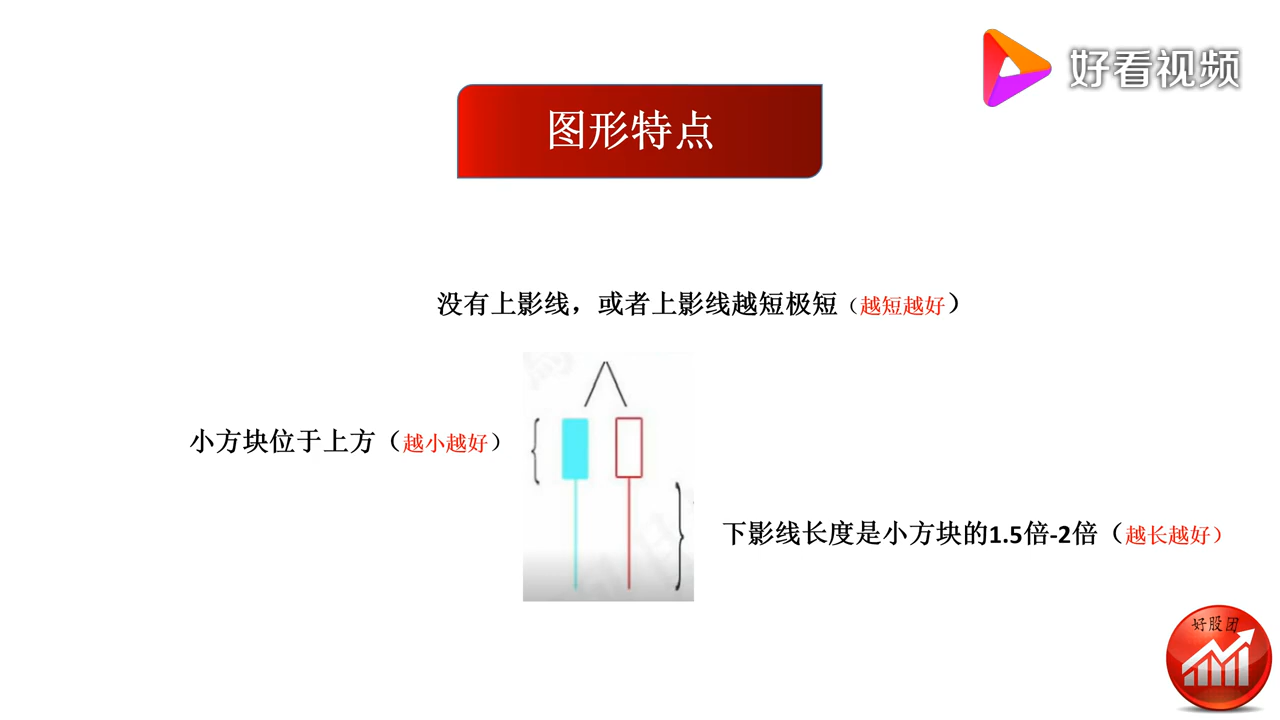 好看视频
图形特点
没有上影线，或者上影线越短极短（越短越好）
小方块位于上方（越小越好）
下影线长度是小方块的1.5倍-2倍（越长越好）
好股团